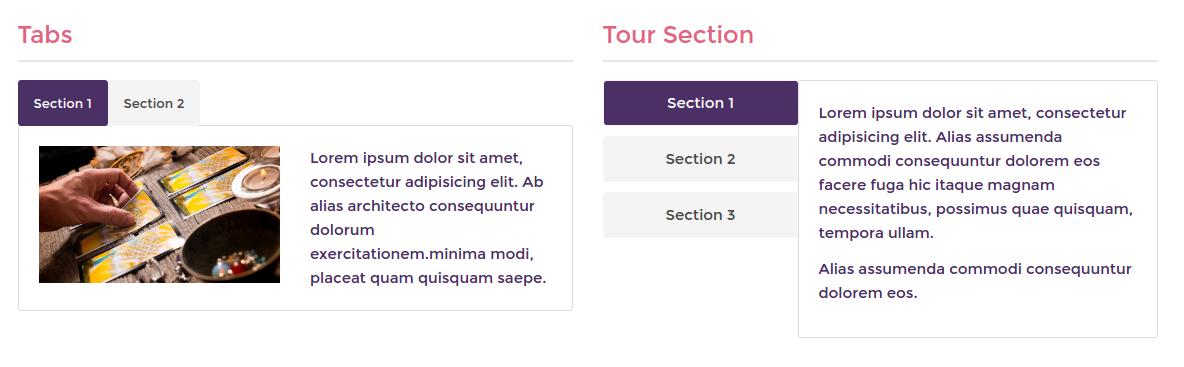 Tabs
Section 1
Section 2
Lorem ipsum dolor sit amet,
consectetur adipisicing elit. Ab
alias architecto consequuntur
dolorum
exercitationem.minima modi,
placeat quam quisquam saepe.
Tour Section
Section 1
Section 2
Section 3
Lorem ipsum dolor sit amet, consectetur
adipisicing elit. Alias assumenda
commodi consequuntur dolorem eos
facere fuga hic itaque magnam
necessitatibus, possimus quae quisquam,
tempora ullam.
Alias assumenda commodi consequuntur
dolorem eos.